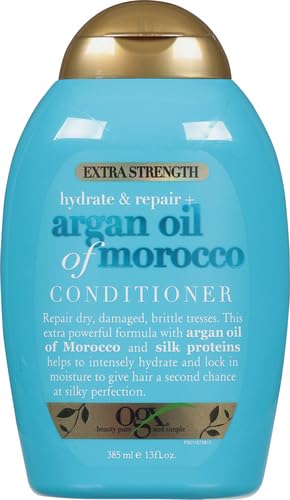 EXTRA STRENGTH
hydrate & repair +
argan oil
of morocco
CONDITIONER
Repair dry, damaged, brittle tresses. This
extra powerful formula with argan oil
of Morocco and silk proteins
helps to intensely hydrate and lock in
moisture to give hair a second chance
at silky perfection.
ogx
beauty pure and simple
385 ml e 13fl.oz.